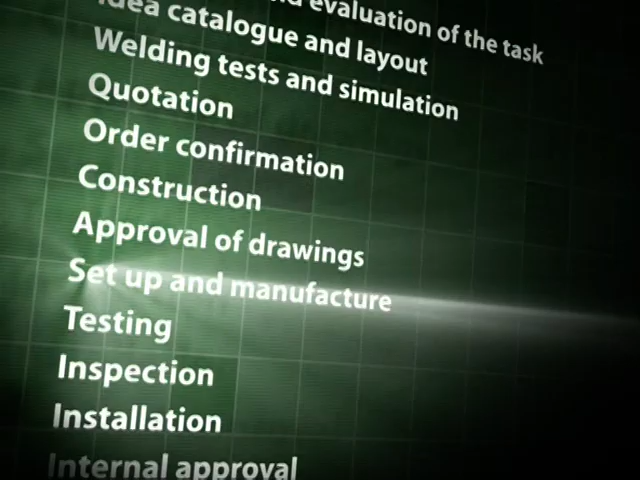 evaluation of the task
Idea catalogue and layout
Welding tests and simulation
Quotation
Order confirmation
Construction
Approval of drawings
Set up and manufacture
Testing
Inspection
Installation
Internal approval